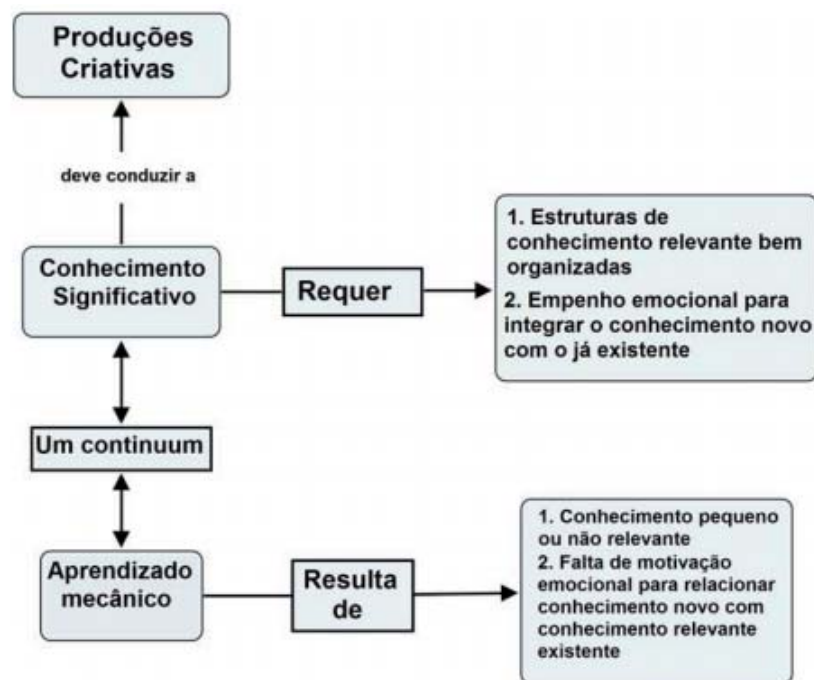 Produções
Criativas
deve conduzir a
Conhecimento
Significativo
Requer
1. Estruturas de
conhecimento relevante bem
organizadas
2. Empenho emocional para
integrar o conhecimento novo
com o já existente
Um continuum
Aprendizado
mecânico
Resulta
de
1. Conhecimento pequeno
ou não relevante
2. Falta de motivação
emocional para relacionar
conhecimento novo com
conhecimento relevante
existente